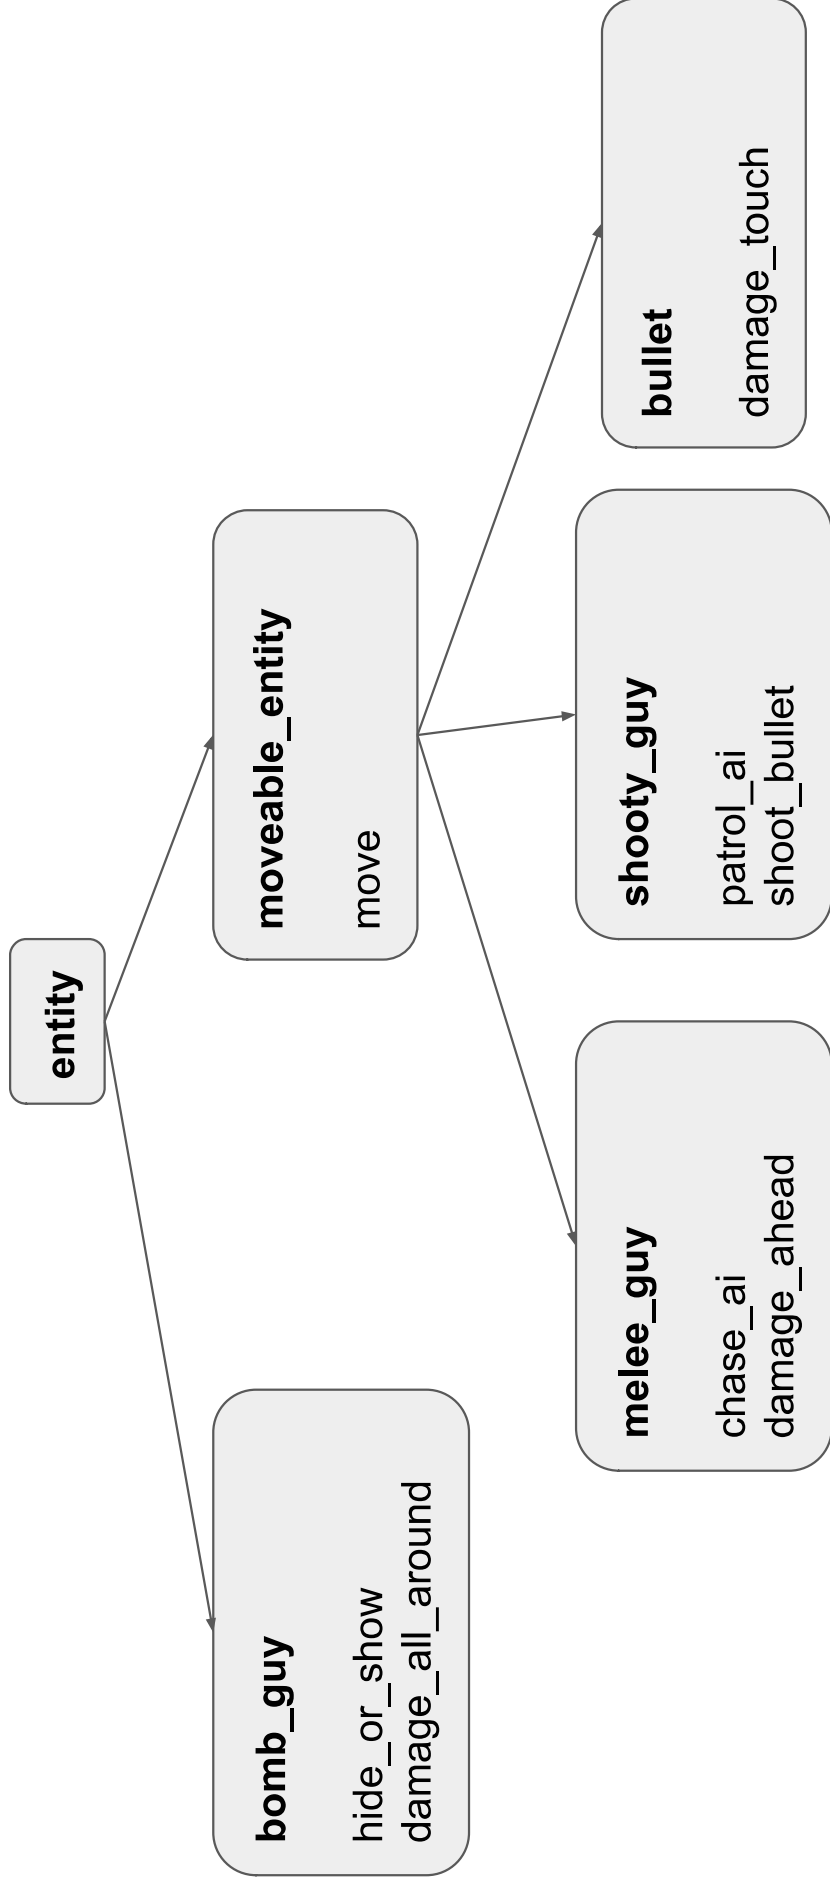 entity
bomb_guy
hide_or_show
damage_all_around
moveable_entity
move
melee_guy
chase_ai
damage_ahead
shooty_guy
patrol_ai
shoot_bullet
bullet
damage_touch